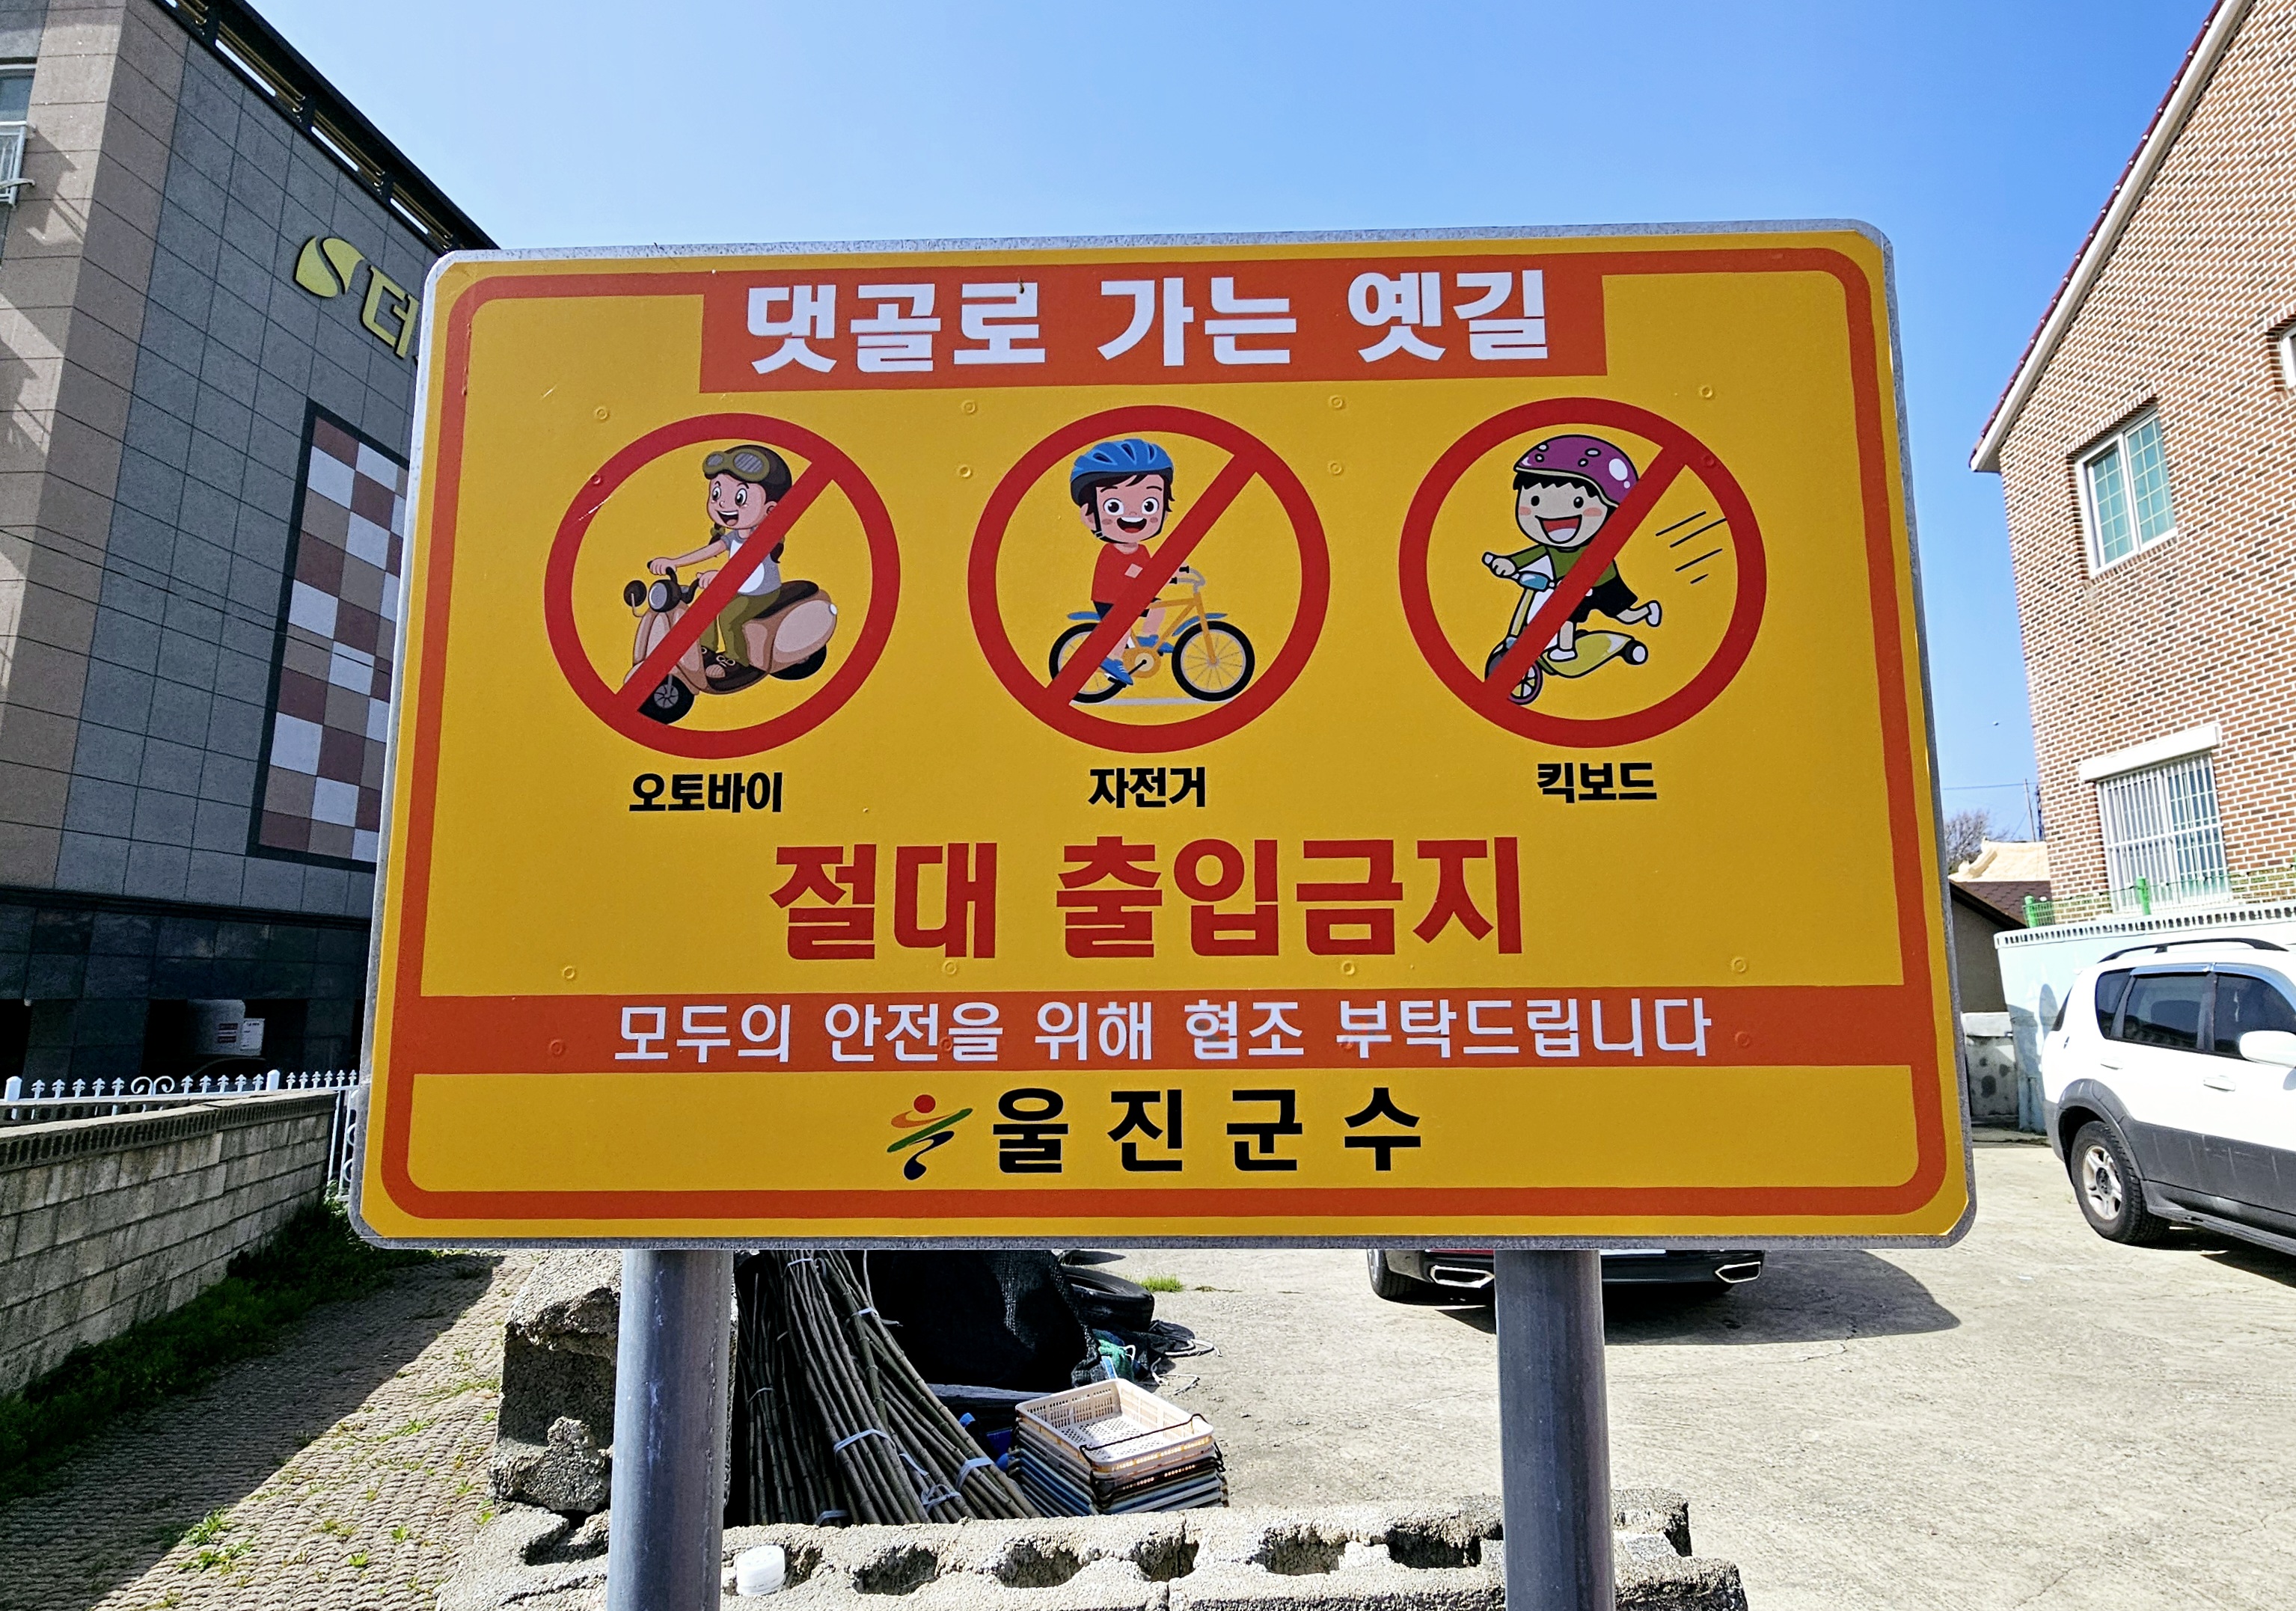 댓골로 가는 옛길
오토바이
자전거
킥보드
절대 출입금지
모두의 안전을 위해 협조 부탁드립니다
울진군수